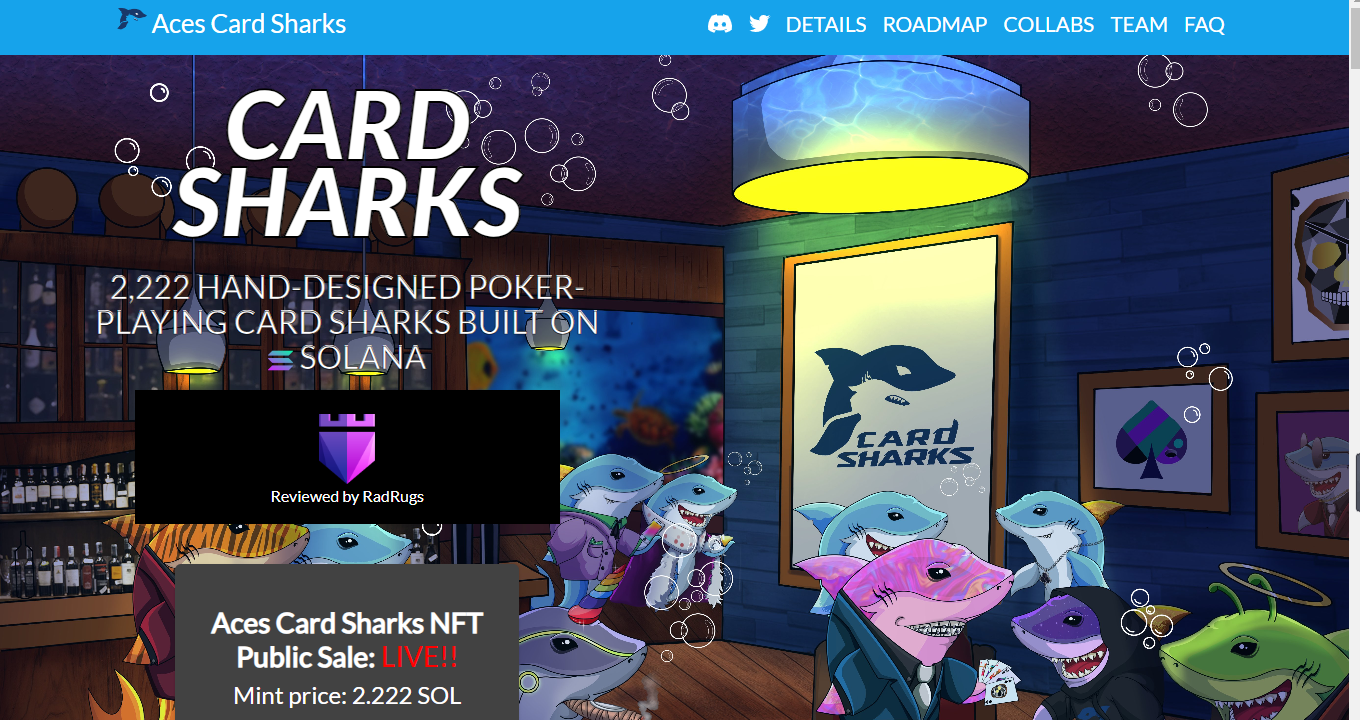 Aces Card Sharks
DETAILS ROADMAP COLLABS TEAM FAQ
CARD
SHARKS
2,222 HAND-DESIGNED POKER-
PLAYING CARD SHARKS BUILT ON
SOLANA
Reviewed by RadRugs
CARD
SHARKS
Aces Card Sharks NFT
Public Sale: LIVE!!
Mint price: 2.222 SOL